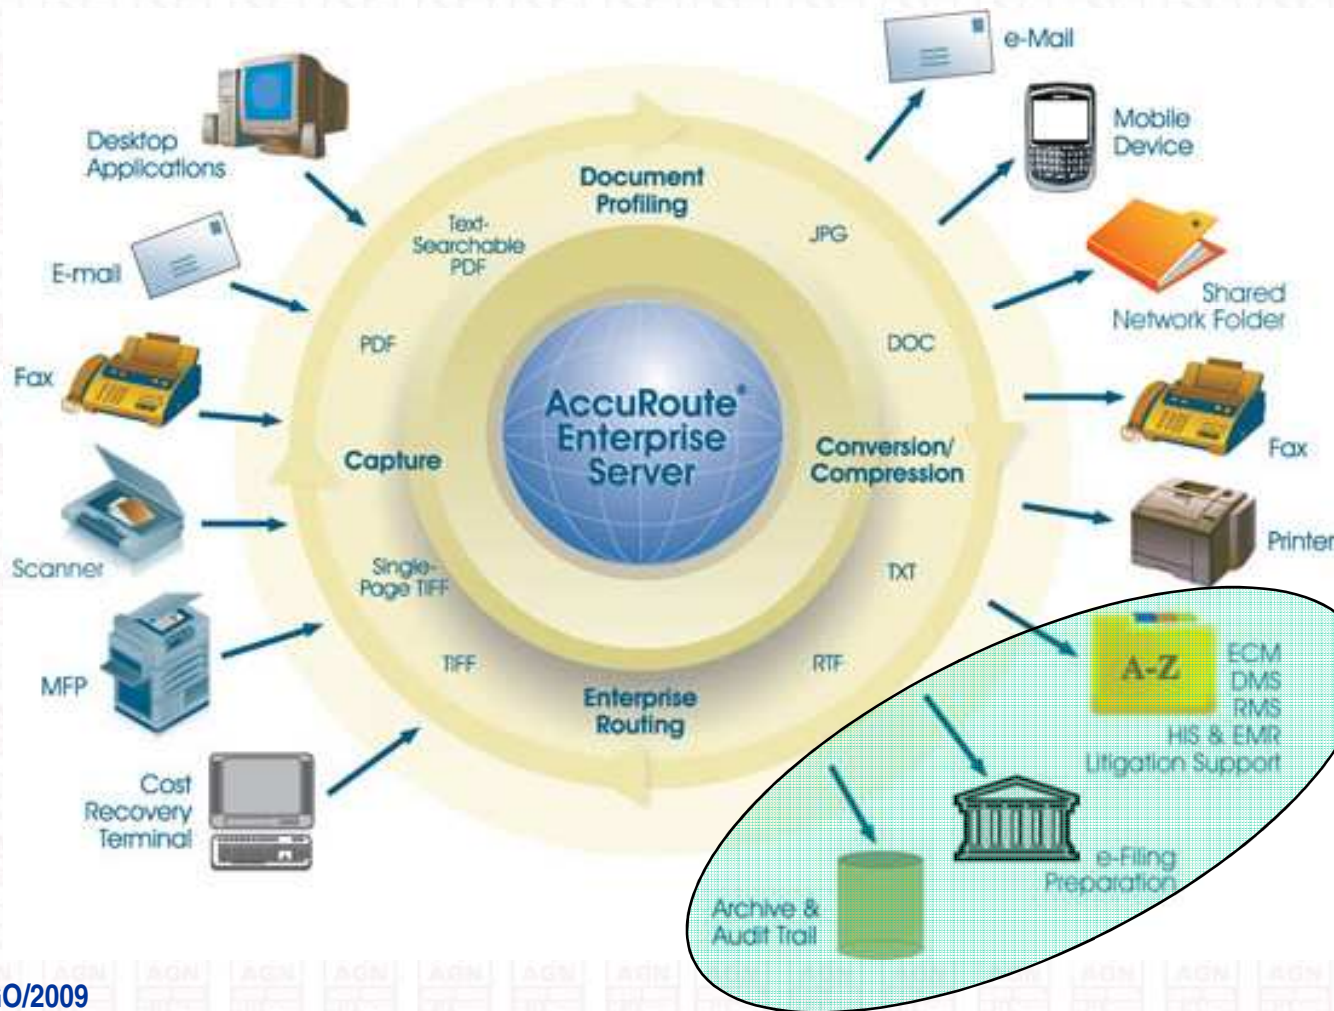 Desktop
Applications
E-mail
Fax
Scanner
MFP
Cost
Recovery
Terminal
Document
Profiling
Text-
Searchable
PDF
JPG
PDF
DOC
AccuRoute®
Enterprise
Server
Capture
Conversion/
Compression
Single-
Page TIFF
TXT
TIFF
RTF
Enterprise
Routing
e-Mail
Mobile
Device
Shared
Network Folder
Fax
Printer
A-Z
ECM
DMS
RMS
HIS & EMR
Litigation Support
e-Filing
Preparation
Archive &
Audit Trail
O/2009